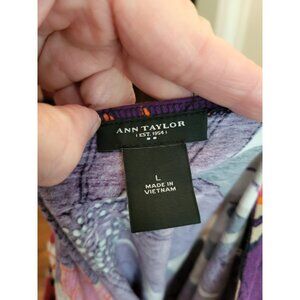 ANN TAYLOR
EST. 1954
L
MADE IN
VIETNAM